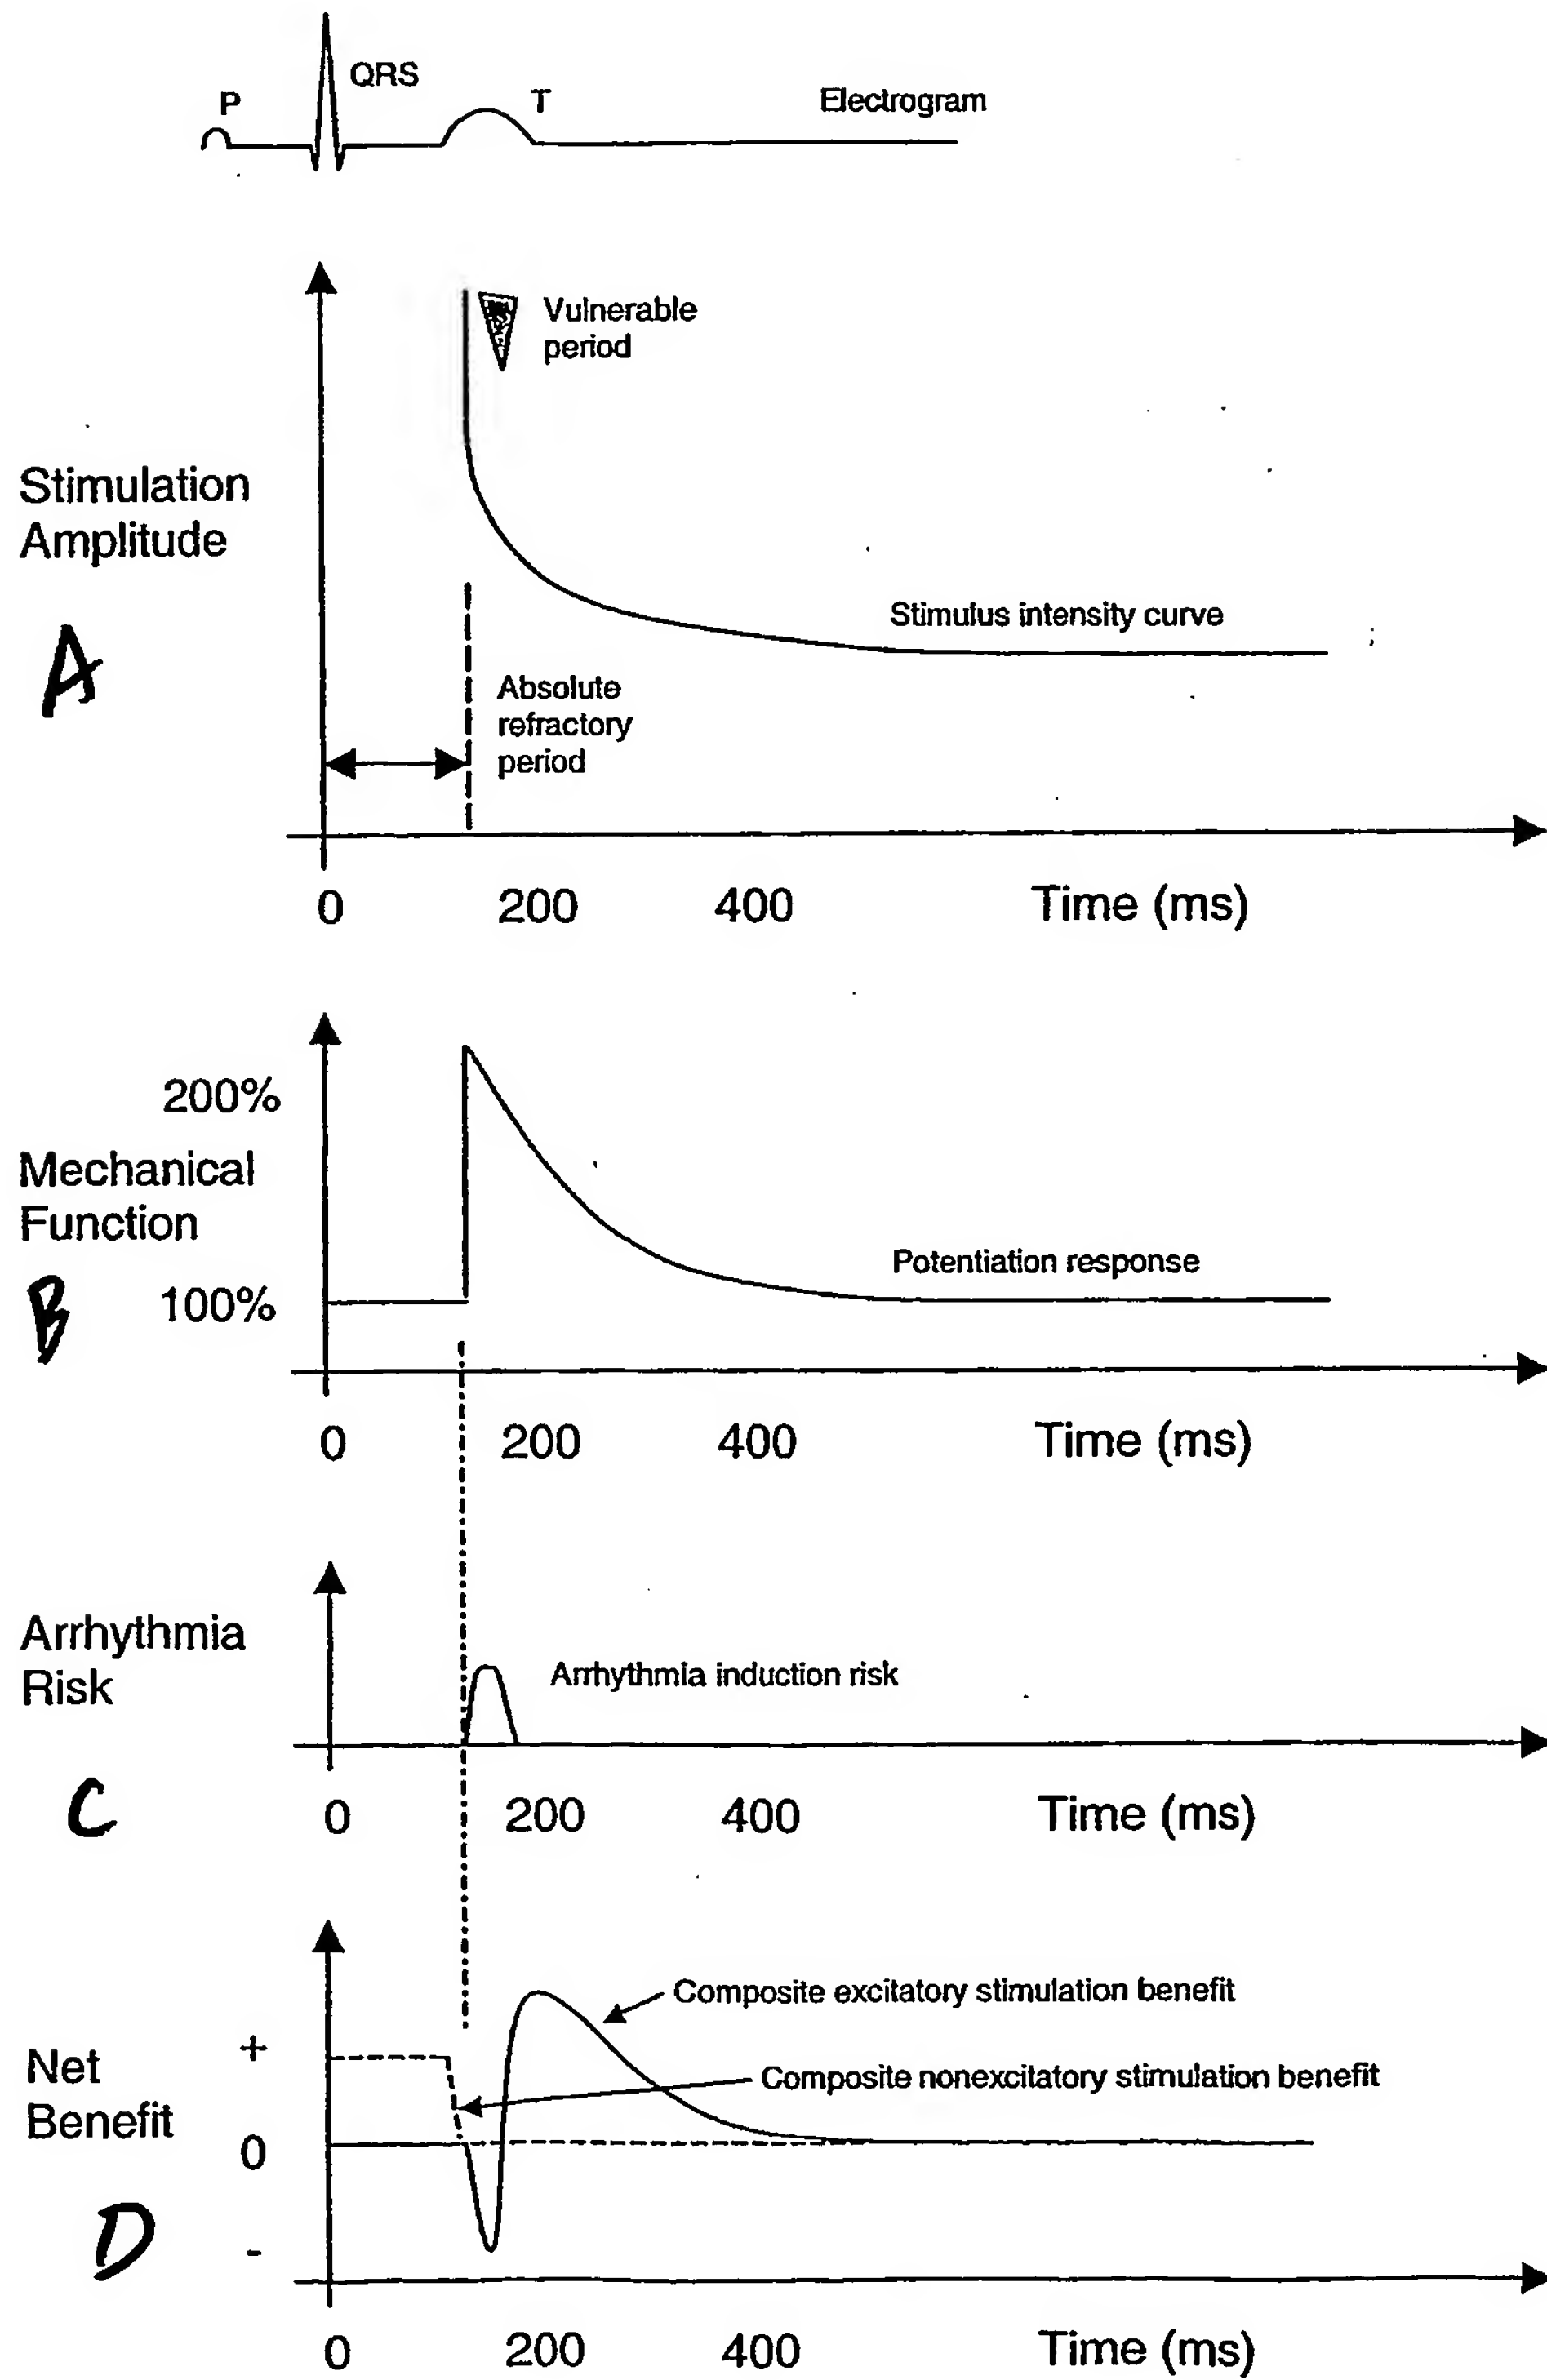 P
QRS
T
Electrogram
Vulnerable
period
Stimulation
Amplitude
A
Stimulus intensity curve
Absolute
refractory
period
0 200 400 Time (ms)
200%
Mechanical
Function
B
100%
Potentiation response
0 200 400 Time (ms)
Arrhythmia
Risk
C
Arrhythmia induction risk
0 200 400 Time (ms)
Composite excitatory stimulation benefit
Composite nonexcitatory stimulation benefit
+
Net
Benefit
0
D
-
0 200 400 Time (ms)